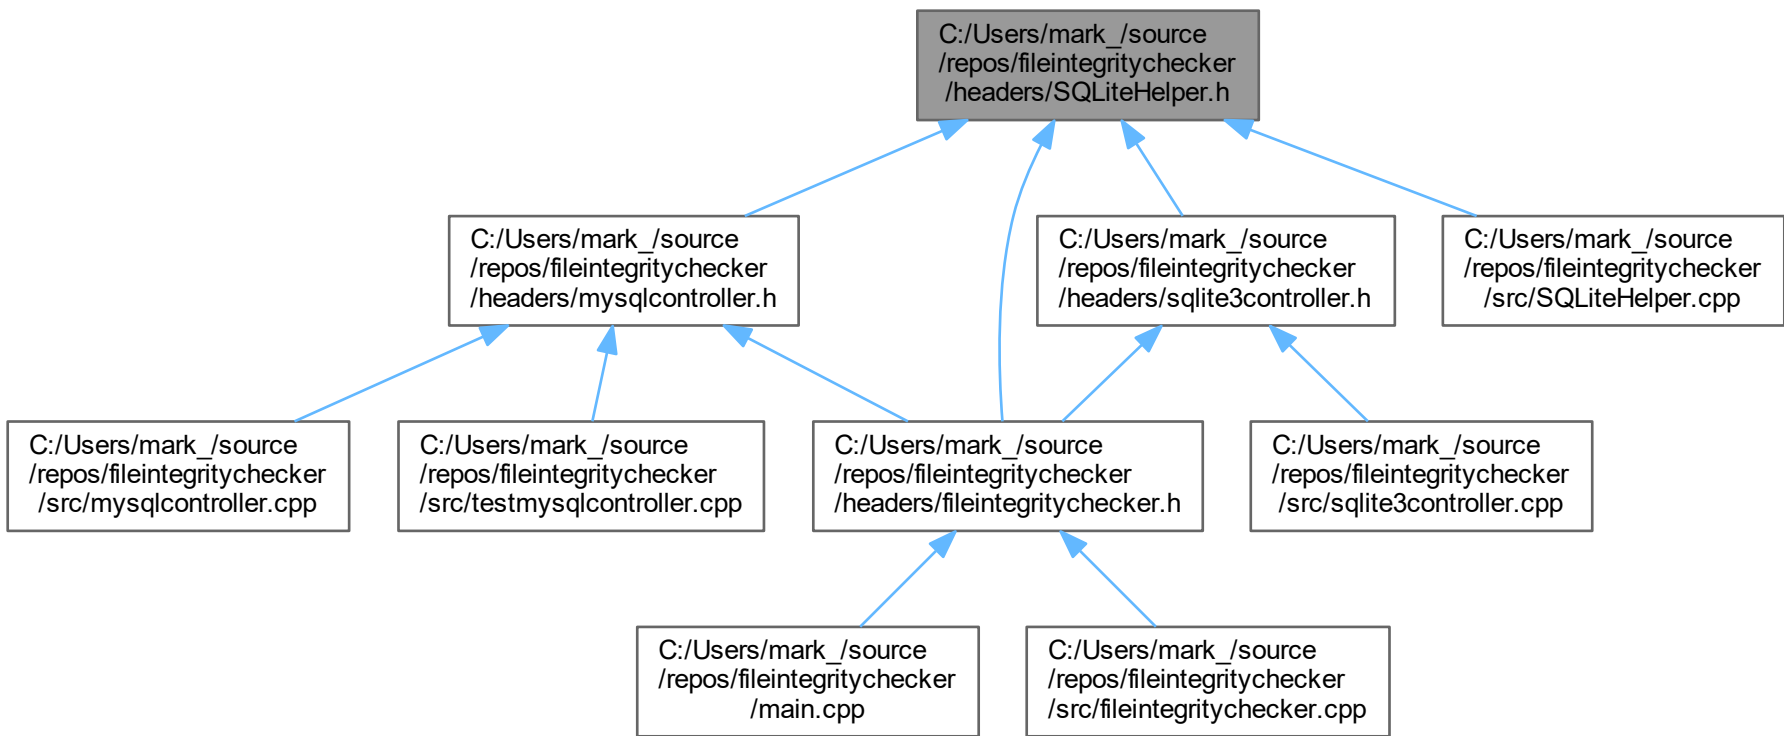 C:/Users/mark_/source
/repos/fileintegritychecker
/headers/SQLiteHelper.h
C:/Users/mark_/source
/repos/fileintegritychecker
/headers/mysqlcontroller.h
C:/Users/mark_/source
/repos/fileintegritychecker
/headers/sqlite3controller.h
C:/Users/mark_/source
/repos/fileintegritychecker
/src/SQLiteHelper.cpp
C:/Users/mark_/source
/repos/fileintegritychecker
/src/mysqlcontroller.cpp
C:/Users/mark_/source
/repos/fileintegritychecker
/src/testmysqlcontroller.cpp
C:/Users/mark_/source
/repos/fileintegritychecker
/headers/fileintegritychecker.h
C:/Users/mark_/source
/repos/fileintegritychecker
/src/sqlite3controller.cpp
C:/Users/mark_/source
/repos/fileintegritychecker
/main.cpp
C:/Users/mark_/source
/repos/fileintegritychecker
/src/fileintegritychecker.cpp